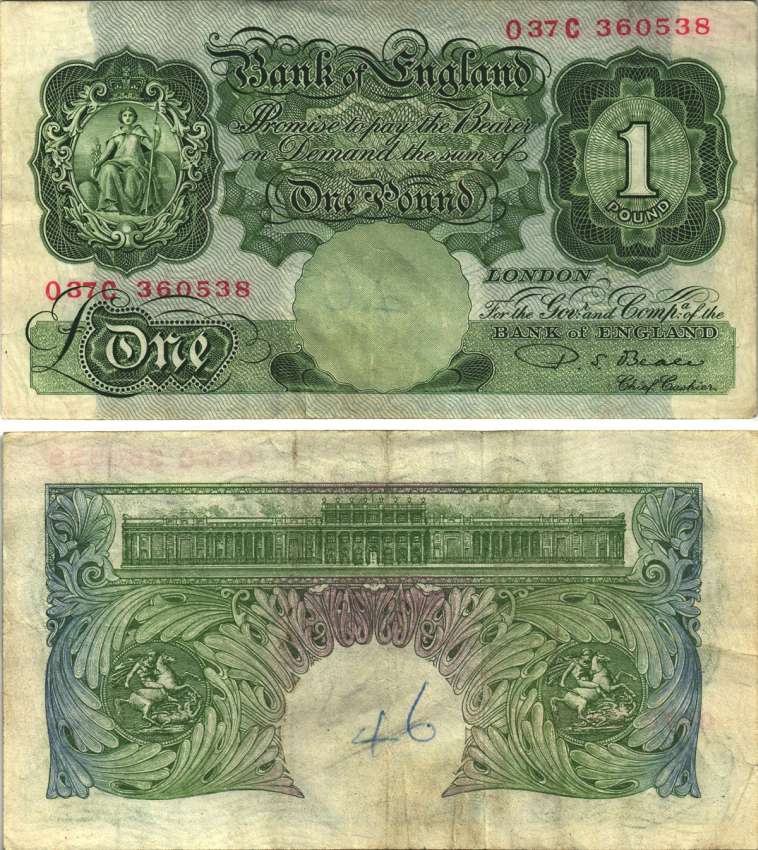 037C 360538
Bank of England
Promise to pay the Bearer
on Demand the sum of
One Pound
1
POUND
037C 360538
LONDON
For the Govr. and Compa. of the
BANK of ENGLAND
P. S. Beale
Chief Cashier.
£One
46